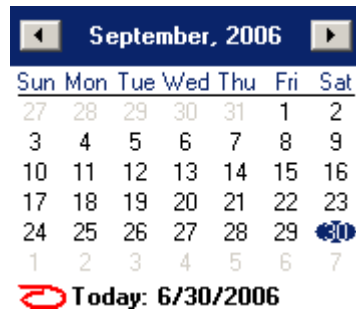 September, 2006
Sun Mon Tue Wed Thu Fri Sat
27 28 29 30 31 1 2
3 4 5 6 7 8 9
10 11 12 13 14 15 16
17 18 19 20 21 22 23
24 25 26 27 28 29 30
1 2 3 4 5 6 7
Today: 6/30/2006